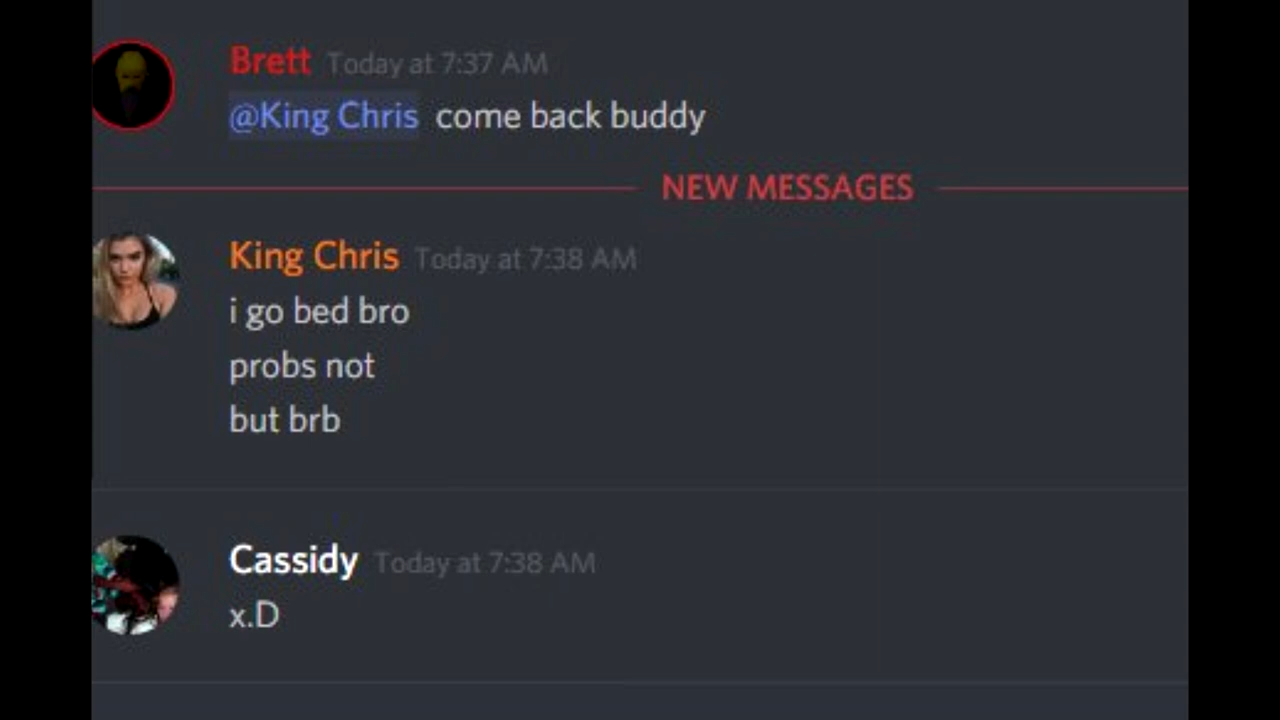 Brett Today at 7:37 AM
@King Chris come back buddy
NEW MESSAGES
King Chris Today at 7:38 AM
i go bed bro
probs not
but brb
Cassidy Today at 7:38 AM
x.D